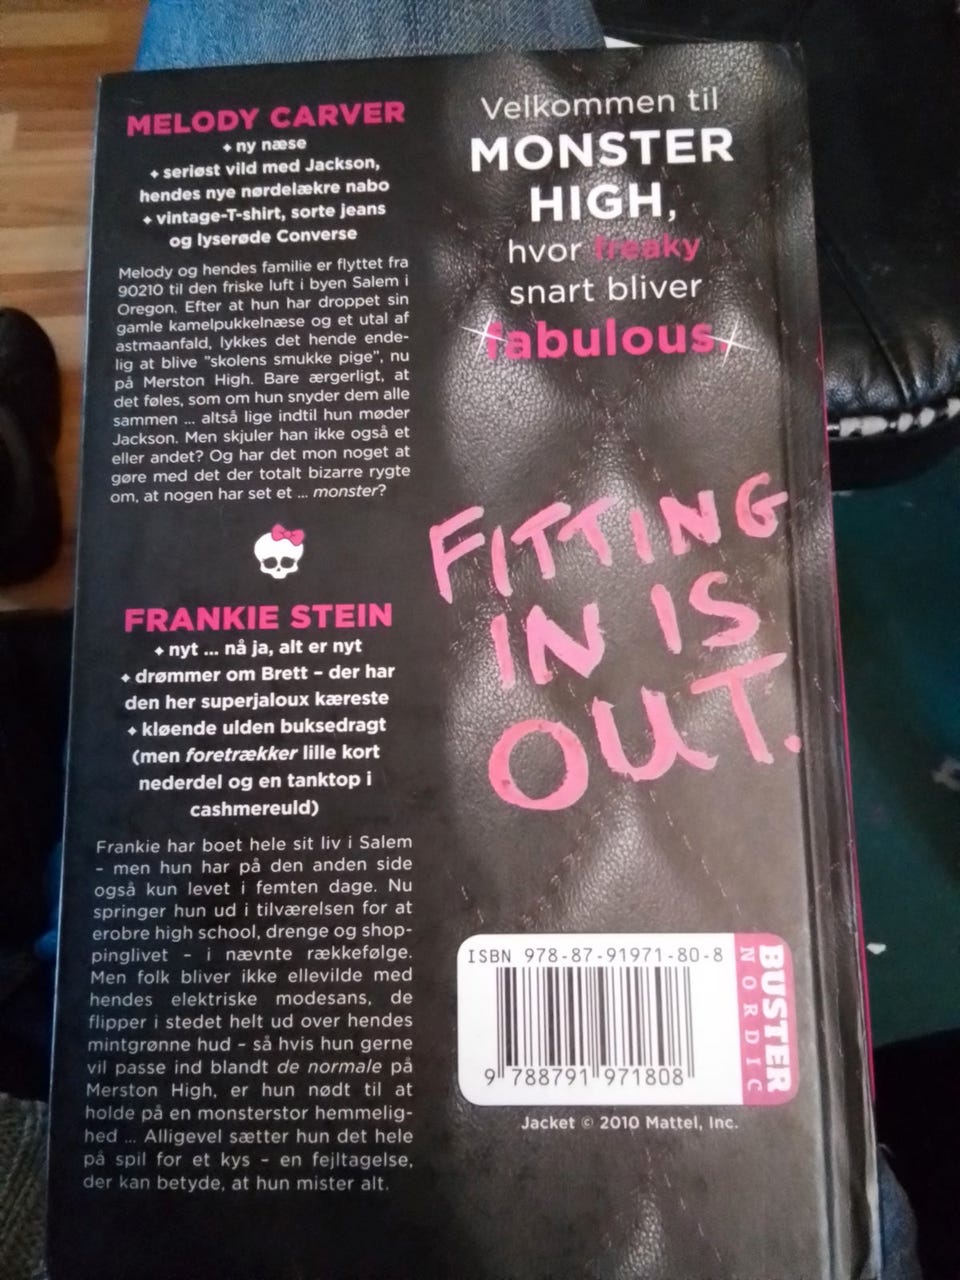 MELODY CARVER
✦ ny næse
✦ seriøst vild med Jackson,
hendes nye nørdelækre nabo
✦ vintage-T-shirt, sorte jeans
og lyserøde Converse
Melody og hendes familie er flyttet fra
90210 til den friske luft i byen Salem i
Oregon. Efter at hun har droppet sin
gamle kamelpukkelnæse og et utal af
astmaanfald, lykkes det hende ende-
lig at blive "skolens smukke pige", nu
på Merston High. Bare ærgerligt, at
det føles, som om hun snyder dem alle
sammen ... altså lige indtil hun møder
Jackson. Men skjuler han ikke også et
eller andet? Og har det mon noget at
gøre med det der totalt bizarre rygte
om, at nogen har set et ... monster?
FRANKIE STEIN
✦ nyt ... nå ja, alt er nyt
✦ drømmer om Brett – der har
den her superjaloux kæreste
✦ kløende ulden buksedragt
(men foretrækker lille kort
nederdel og en tanktop i
cashmereuld)
Frankie har boet hele sit liv i Salem
– men hun har på den anden side
også kun levet i femten dage. Nu
springer hun ud i tilværelsen for at
erobre high school, drenge og shop-
pinglivet – i nævnte rækkefølge.
Men folk bliver ikke ellevilde med
hendes elektriske modesans, de
flipper i stedet helt ud over hendes
mintgrønne hud – så hvis hun gerne
vil passe ind blandt de normale på
Merston High, er hun nødt til at
holde på en monsterstor hemmelig-
hed ... Alligevel sætter hun det hele
på spil for et kys – en fejltagelse,
der kan betyde, at hun mister alt.
Velkommen til
MONSTER
HIGH,
hvor freaky
snart bliver
fabulous.
FITTING
IN IS
OUT.
ISBN 978-87-91971-80-8
9 788791 971808
BUSTER
NORDIC
Jacket © 2010 Mattel, Inc.